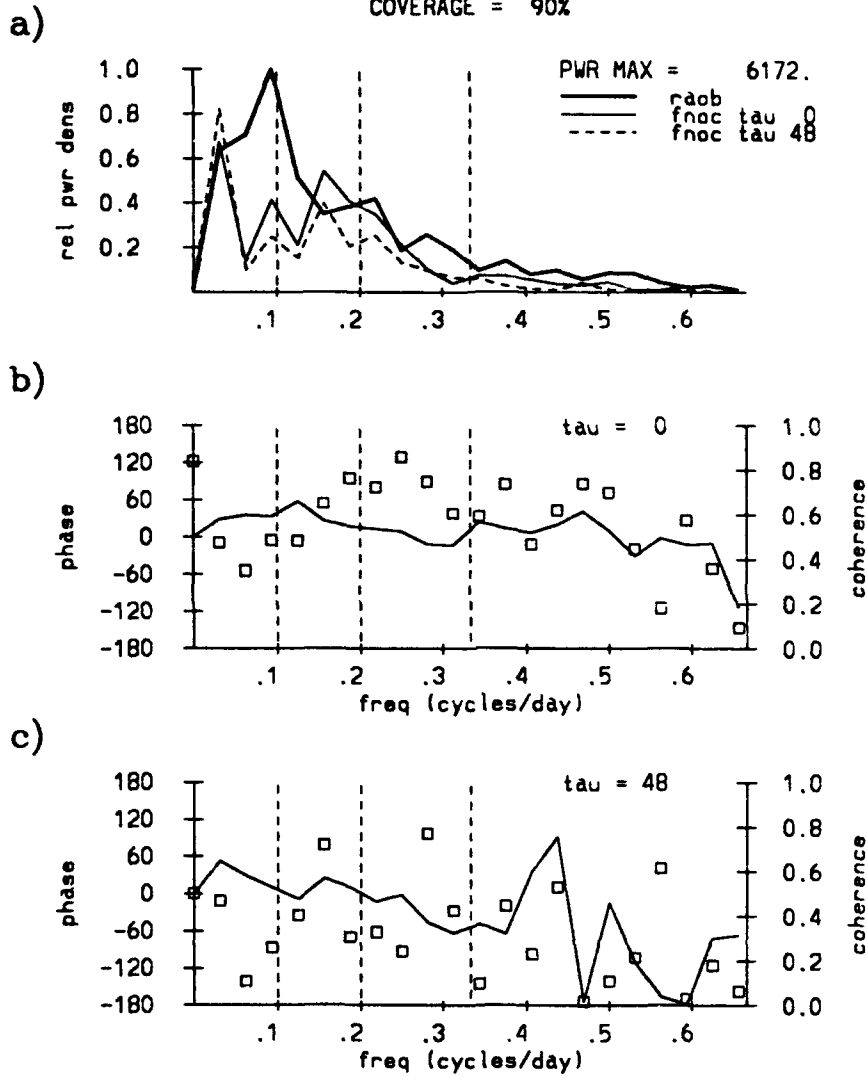 COVERAGE = 90%
a)
PWR MAX = 6172.
raob
fnoc tau 0
fnoc tau 48
rel pwr dens
1.0
0.8
0.6
0.4
0.2
.1 .2 .3 .4 .5 .6
b)
tau = 0
phase
180
120
60
0
-60
-120
-180
1.0
0.8
0.6
0.4
0.2
0.0
coherence
.1 .2 .3 .4 .5 .6
freq (cycles/day)
c)
tau = 48
phase
180
120
60
0
-60
-120
-180
1.0
0.8
0.6
0.4
0.2
0.0
coherence
.1 .2 .3 .4 .5 .6
freq (cycles/day)